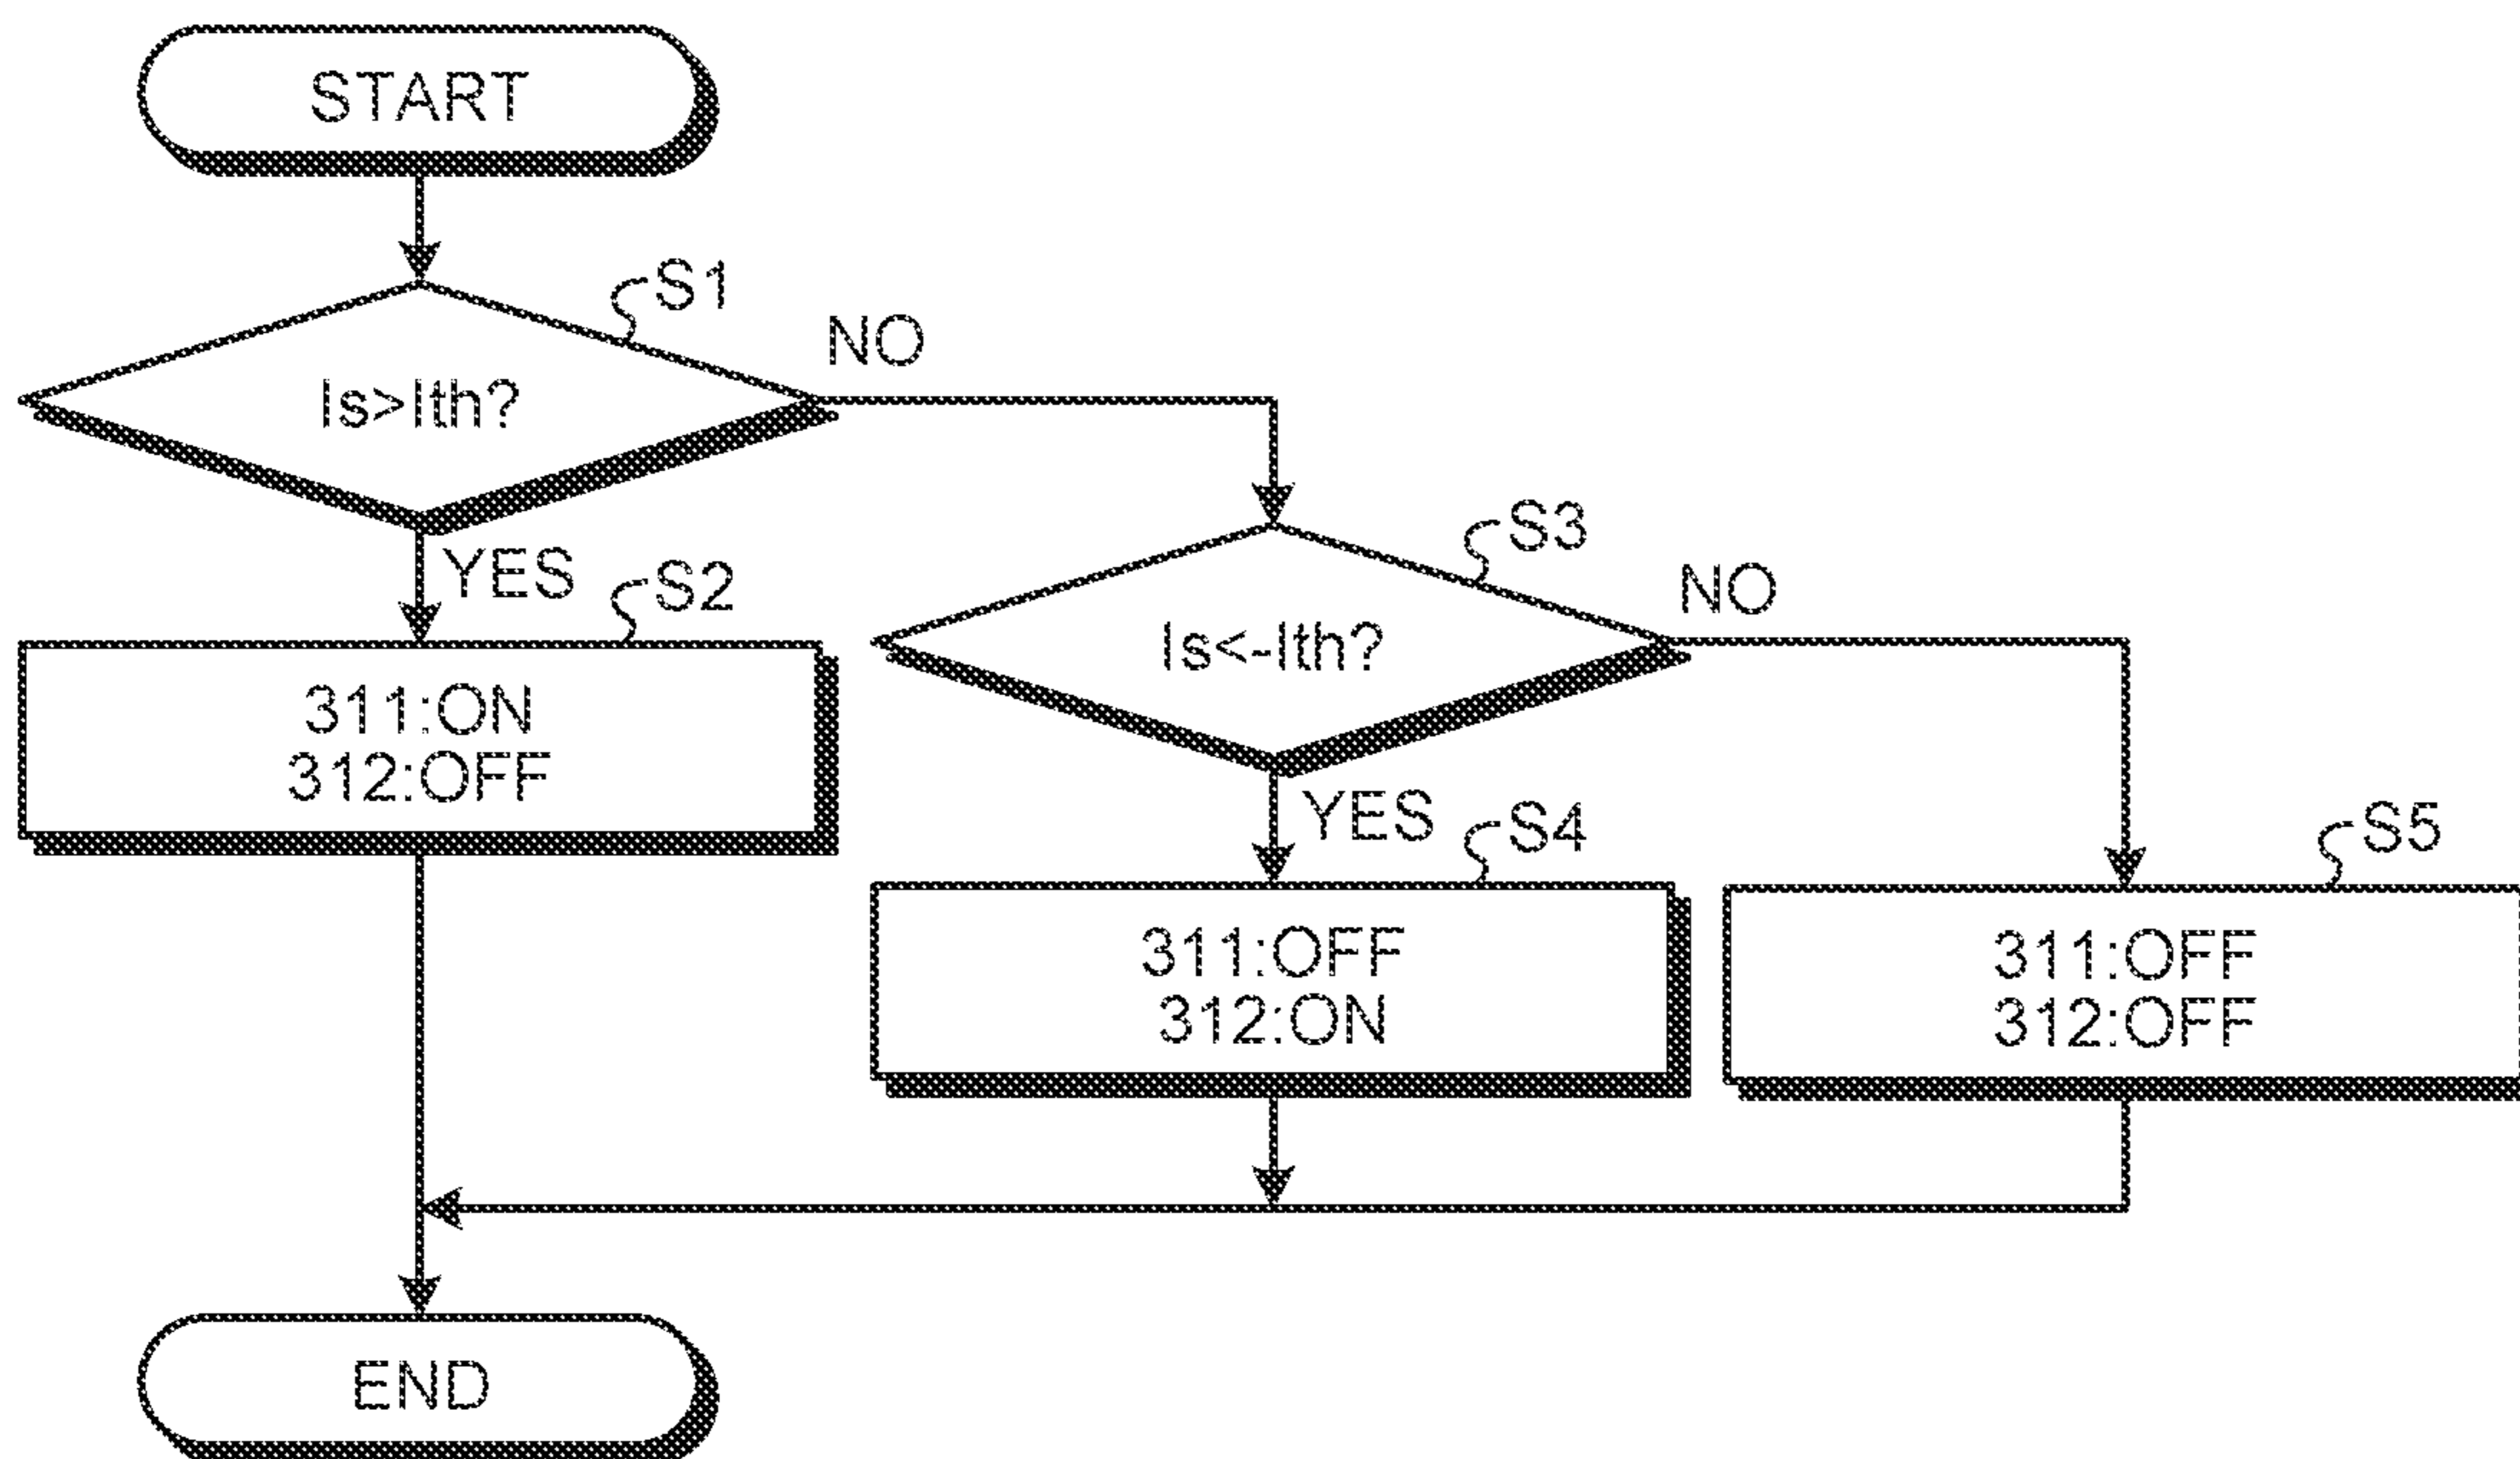 START
S1
NO
Is>Ith?
YES
S2
311:ON
312:OFF
S3
NO
Is<-Ith?
YES
S4
311:OFF
312:ON
S5
311:OFF
312:OFF
END